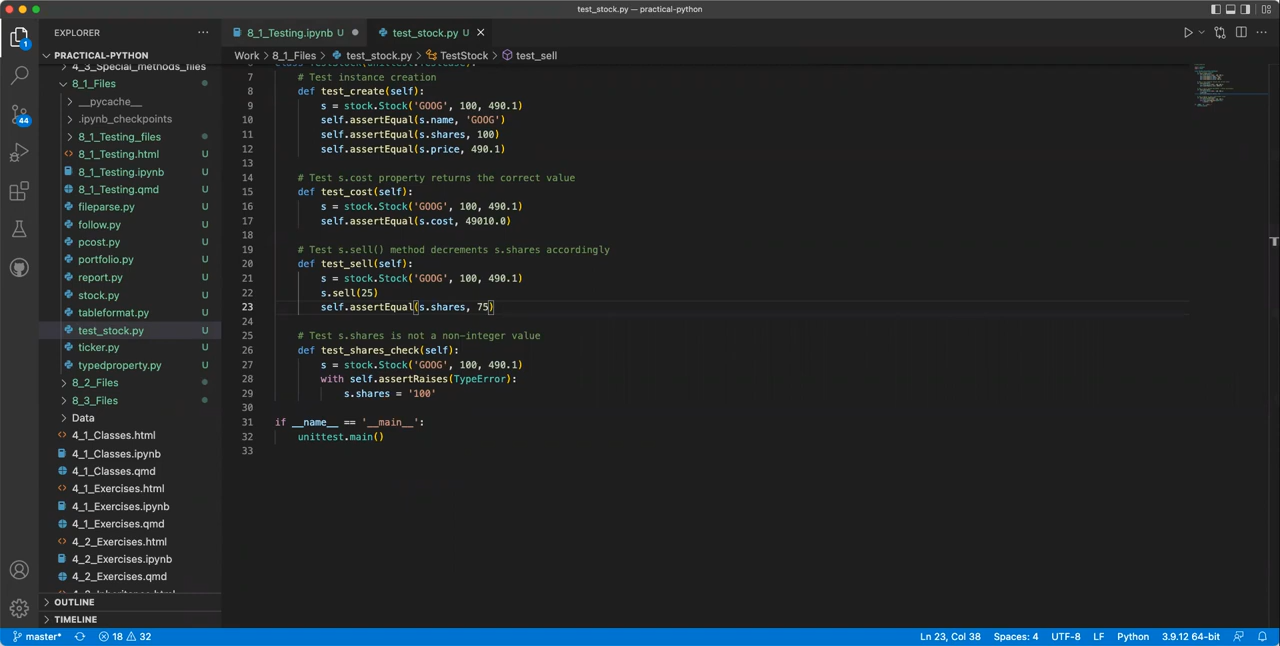 test_stock.py — practical-python
EXPLORER
PRACTICAL-PYTHON
4_3_Special_methods_files
8_1_Files
__pycache__
.ipynb_checkpoints
8_1_Testing_files
8_1_Testing.html U
8_1_Testing.ipynb U
8_1_Testing.qmd U
fileparse.py U
follow.py U
pcost.py U
portfolio.py U
report.py U
stock.py U
tableformat.py U
test_stock.py U
ticker.py U
typedproperty.py U
8_2_Files
8_3_Files
Data
4_1_Classes.html
4_1_Classes.ipynb
4_1_Classes.qmd
4_1_Exercises.html
4_1_Exercises.ipynb
4_1_Exercises.qmd
4_2_Exercises.html
4_2_Exercises.ipynb
4_2_Exercises.qmd
4_2_Inheritance.html
OUTLINE
TIMELINE
1
44
8_1_Testing.ipynb U
test_stock.py U
Work > 8_1_Files > test_stock.py > TestStock > test_sell
6 class TestStock(unittest.TestCase):
7 # Test instance creation
8 def test_create(self):
9 s = stock.Stock('GOOG', 100, 490.1)
10 self.assertEqual(s.name, 'GOOG')
11 self.assertEqual(s.shares, 100)
12 self.assertEqual(s.price, 490.1)
13
14 # Test s.cost property returns the correct value
15 def test_cost(self):
16 s = stock.Stock('GOOG', 100, 490.1)
17 self.assertEqual(s.cost, 49010.0)
18
19 # Test s.sell() method decrements s.shares accordingly
20 def test_sell(self):
21 s = stock.Stock('GOOG', 100, 490.1)
22 s.sell(25)
23 self.assertEqual(s.shares, 75)
24
25 # Test s.shares is not a non-integer value
26 def test_shares_check(self):
27 s = stock.Stock('GOOG', 100, 490.1)
28 with self.assertRaises(TypeError):
29 s.shares = '100'
30
31 if __name__ == '__main__':
32 unittest.main()
33
master* 18 32
Ln 23, Col 38 Spaces: 4 UTF-8 LF Python 3.9.12 64-bit